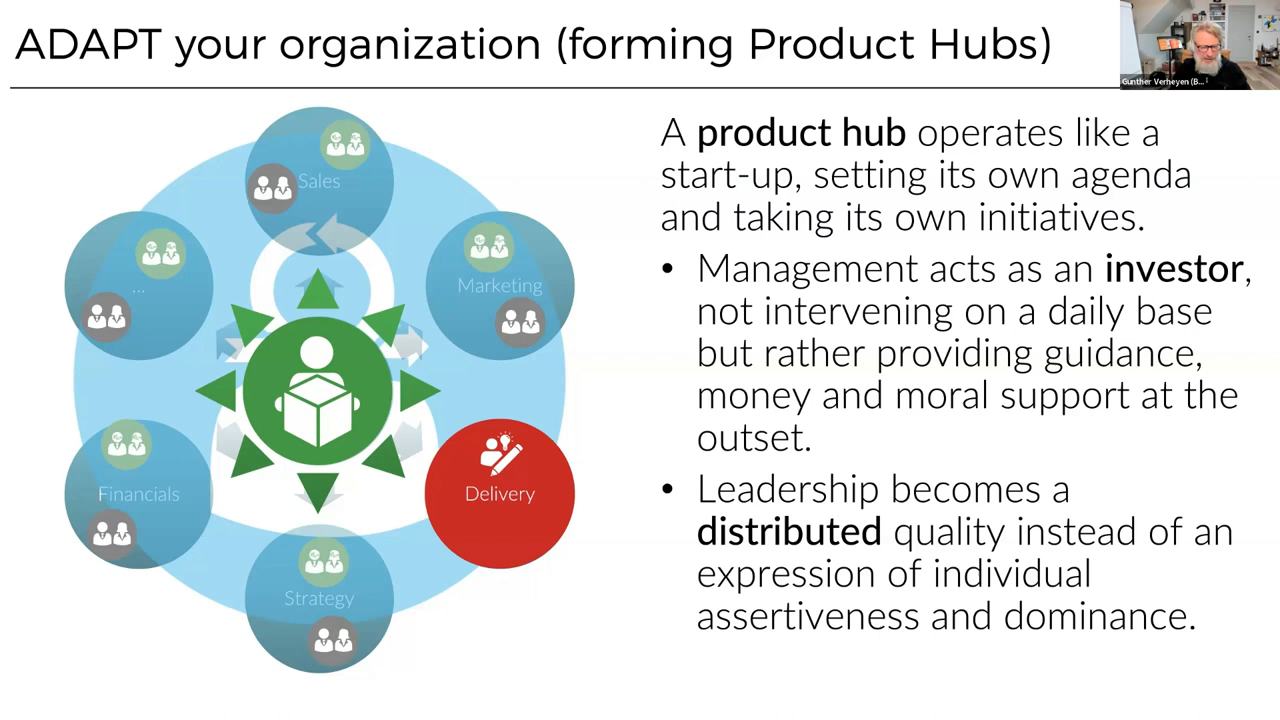 ADAPT your organization (forming Product Hubs)
Gunther Verheyen (B...
Sales
...
Marketing
Financials
Delivery
Strategy
A product hub operates like a
start-up, setting its own agenda
and taking its own initiatives.
• Management acts as an investor,
not intervening on a daily base
but rather providing guidance,
money and moral support at the
outset.
• Leadership becomes a
distributed quality instead of an
expression of individual
assertiveness and dominance.